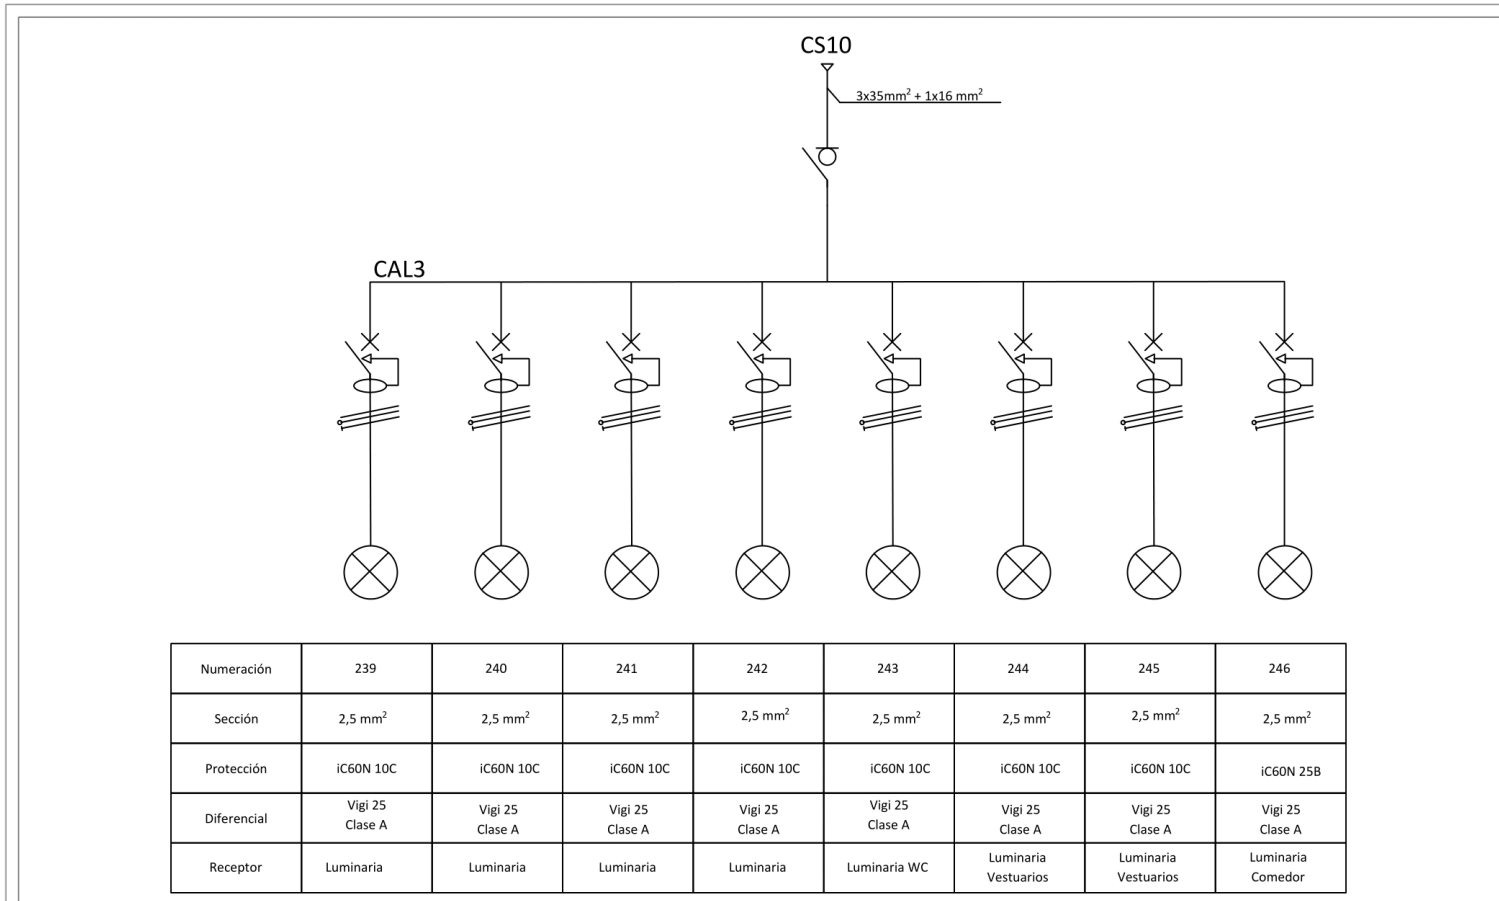 CS10
3x35mm² + 1x16 mm²
CAL3
Numeración 239 240 241 242 243 244 245 246
Sección 2,5 mm² 2,5 mm² 2,5 mm² 2,5 mm² 2,5 mm² 2,5 mm² 2,5 mm² 2,5 mm²
Protección iC60N 10C iC60N 10C iC60N 10C iC60N 10C iC60N 10C iC60N 10C iC60N 10C iC60N 25B
Diferencial Vigi 25 Clase A Vigi 25 Clase A Vigi 25 Clase A Vigi 25 Clase A Vigi 25 Clase A Vigi 25 Clase A Vigi 25 Clase A Vigi 25 Clase A
Receptor Luminaria Luminaria Luminaria Luminaria Luminaria WC Luminaria Vestuarios Luminaria Vestuarios Luminaria Comedor